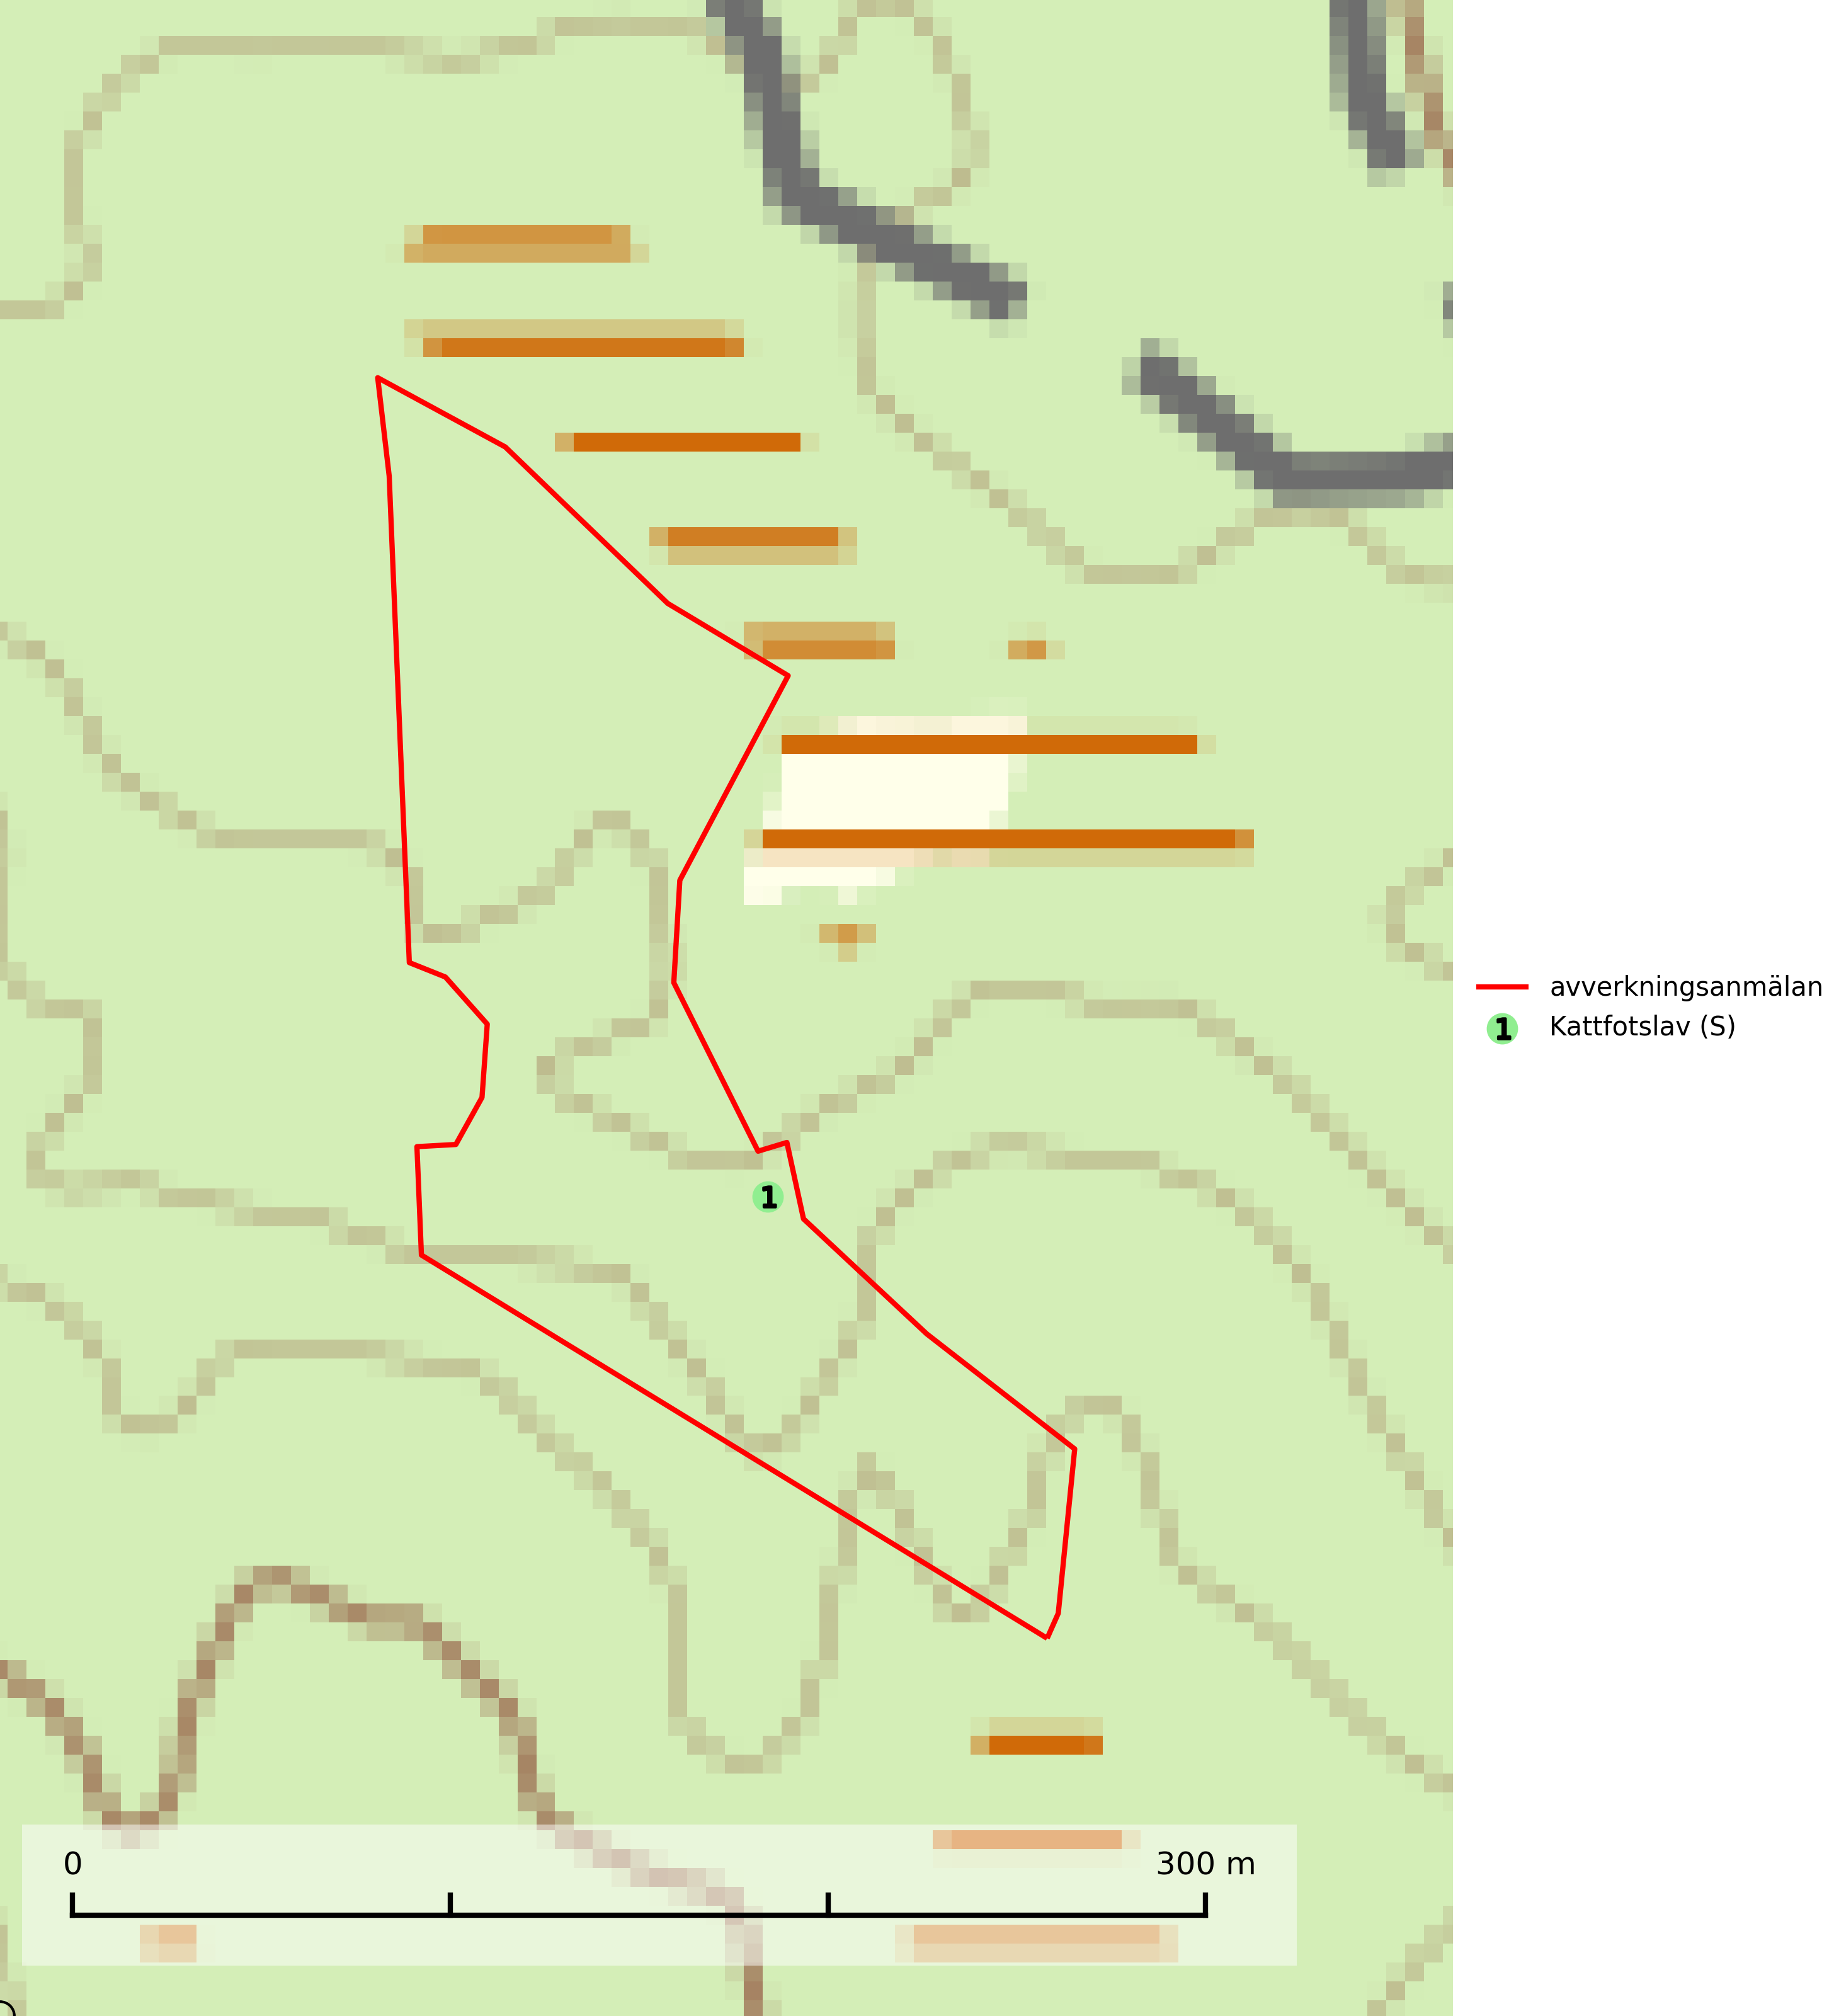 avverkningsanmälan
1 Kattfotslav (S)
1
0 300 m